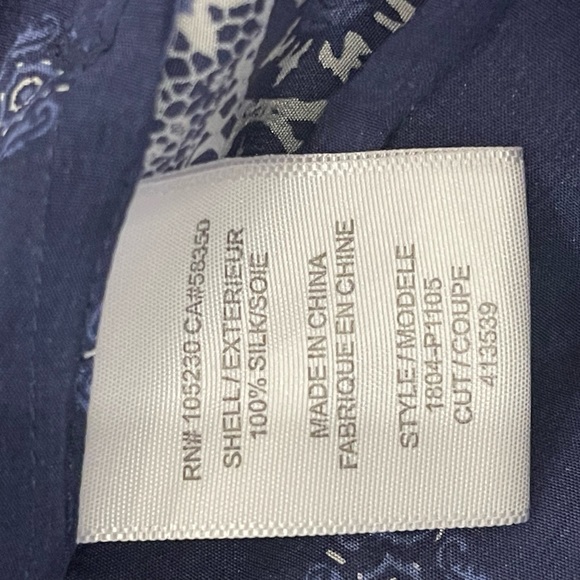 RN# 105230 CA#58350
SHELL / EXTERIEUR
100% SILK/SOIE
MADE IN CHINA
FABRIQUE EN CHINE
STYLE / MODELE
1804-P1105
CUT / COUPE
413539